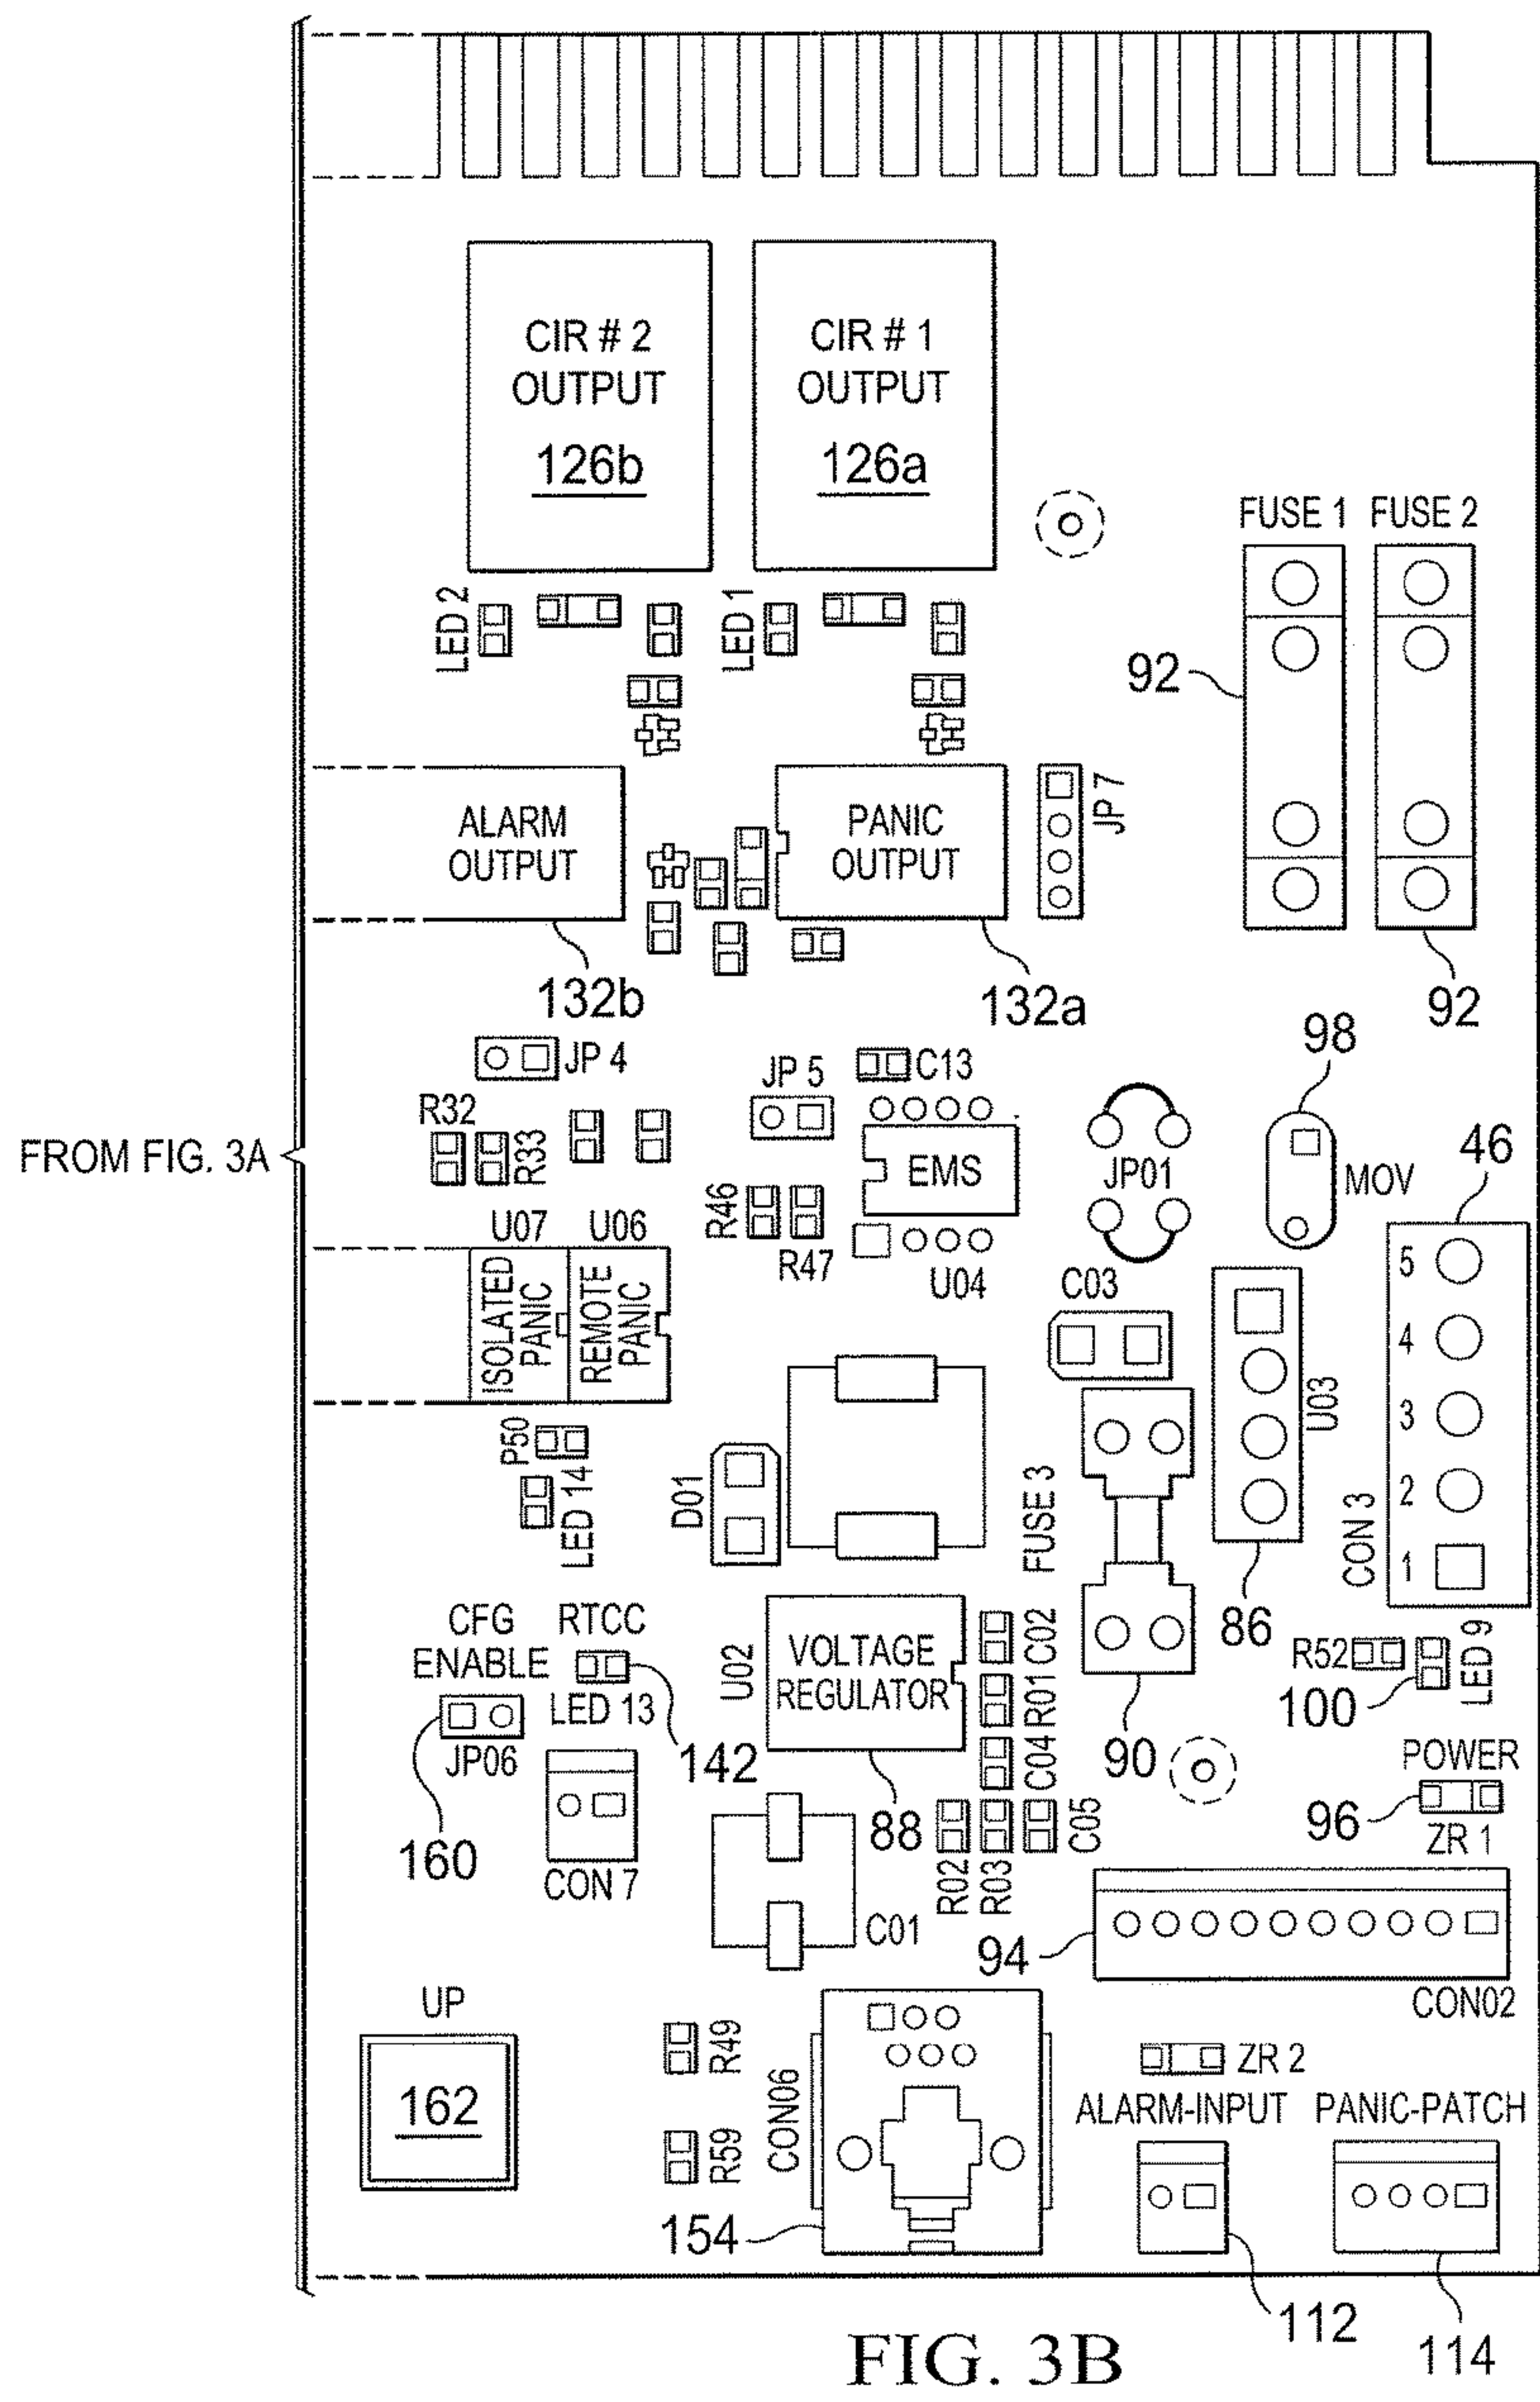 CIR # 2
OUTPUT
126b
CIR # 1
OUTPUT
126a
FUSE 1
FUSE 2
LED 2
LED 1
92
ALARM
OUTPUT
PANIC
OUTPUT
JP 7
132b
132a
92
98
JP 4
JP 5
C13
R32
R33
FROM FIG. 3A
EMS
JP01
MOV
46
R46
R47
U04
U07
U06
ISOLATED
PANIC
REMOTE
PANIC
C03
U03
5
4
3
2
1
CON 3
P50
LED 14
D01
FUSE 3
86
CFG
ENABLE
RTCC
LED 13
JP06
142
U02
VOLTAGE
REGULATOR
C02
R01
C04
90
R52
100
LED 9
POWER
96
ZR 1
160
CON 7
88
R02
R03
C05
C01
94
CON02
UP
162
R49
R59
CON06
154
ZR 2
ALARM-INPUT
PANIC-PATCH
112
114
FIG. 3B